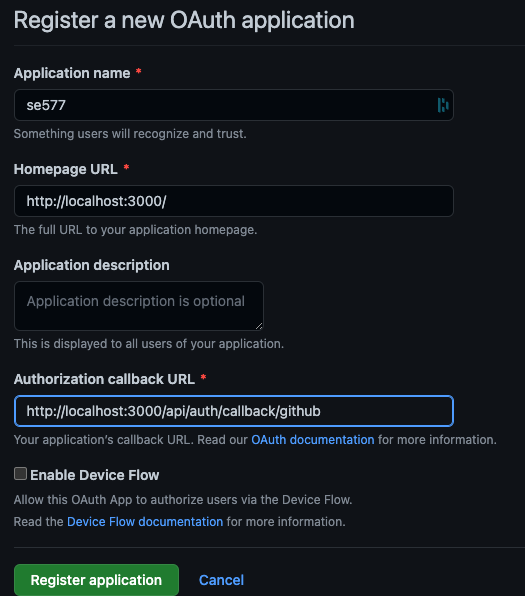 Register a new OAuth application
Application name *
se577
Something users will recognize and trust.
Homepage URL *
http://localhost:3000/
The full URL to your application homepage.
Application description
Application description is optional
This is displayed to all users of your application.
Authorization callback URL *
http://localhost:3000/api/auth/callback/github
Your application's callback URL. Read our OAuth documentation for more information.
Enable Device Flow
Allow this OAuth App to authorize users via the Device Flow.
Read the Device Flow documentation for more information.
Register application Cancel